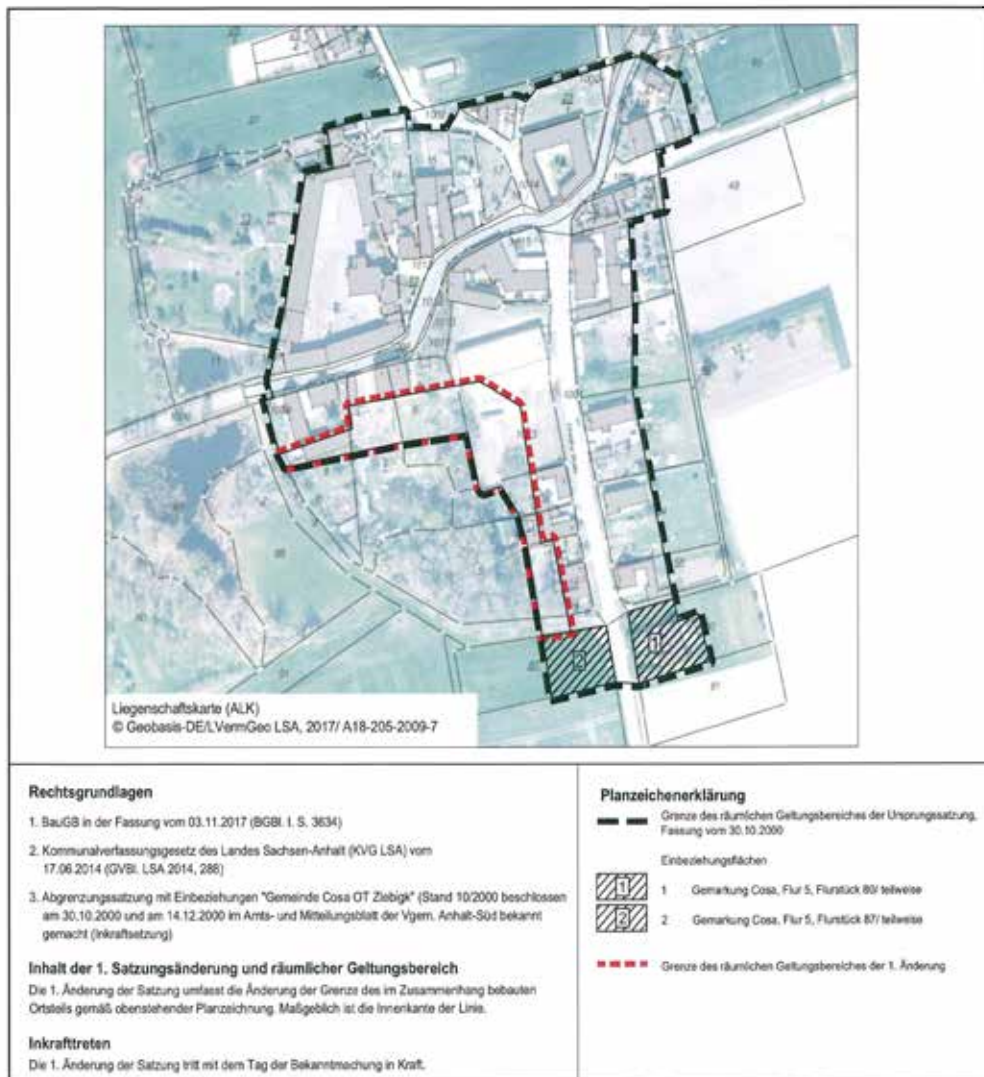 Liegenschaftskarte (ALK)
© Geobasis-DE/LVermGeo LSA, 2017/ A18-205-2009-7
Rechtsgrundlagen
1. BauGB in der Fassung vom 03.11.2017 (BGBl. I. S. 3634)
2. Kommunalverfassungsgesetz des Landes Sachsen-Anhalt (KVG LSA) vom
17.06.2014 (GVBl. LSA 2014, 288)
3. Abgrenzungssatzung mit Einbeziehungen "Gemeinde Cosa OT Ziebigk" (Stand 10/2000 beschlossen
am 30.10.2000 und am 14.12.2000 im Amts- und Mitteilungsblatt der Vgem. Anhalt-Süd bekannt
gemacht (Inkraftsetzung)
Inhalt der 1. Satzungsänderung und räumlicher Geltungsbereich
Die 1. Änderung der Satzung umfasst die Änderung der Grenze des im Zusammenhang bebauten
Ortsteils gemäß obenstehender Planzeichnung. Maßgeblich ist die Innenkante der Linie.
Inkrafttreten
Die 1. Änderung der Satzung tritt mit dem Tag der Bekanntmachung in Kraft.
Planzeichenerklärung
Grenze des räumlichen Geltungsbereiches der Ursprungssatzung,
Fassung vom 30.10.2000
Einbeziehungsflächen
1 1 Gemarkung Cosa, Flur 5, Flurstück 80/ teilweise
2 2 Gemarkung Cosa, Flur 5, Flurstück 87/ teilweise
Grenze des räumlichen Geltungsbereiches der 1. Änderung
2
1